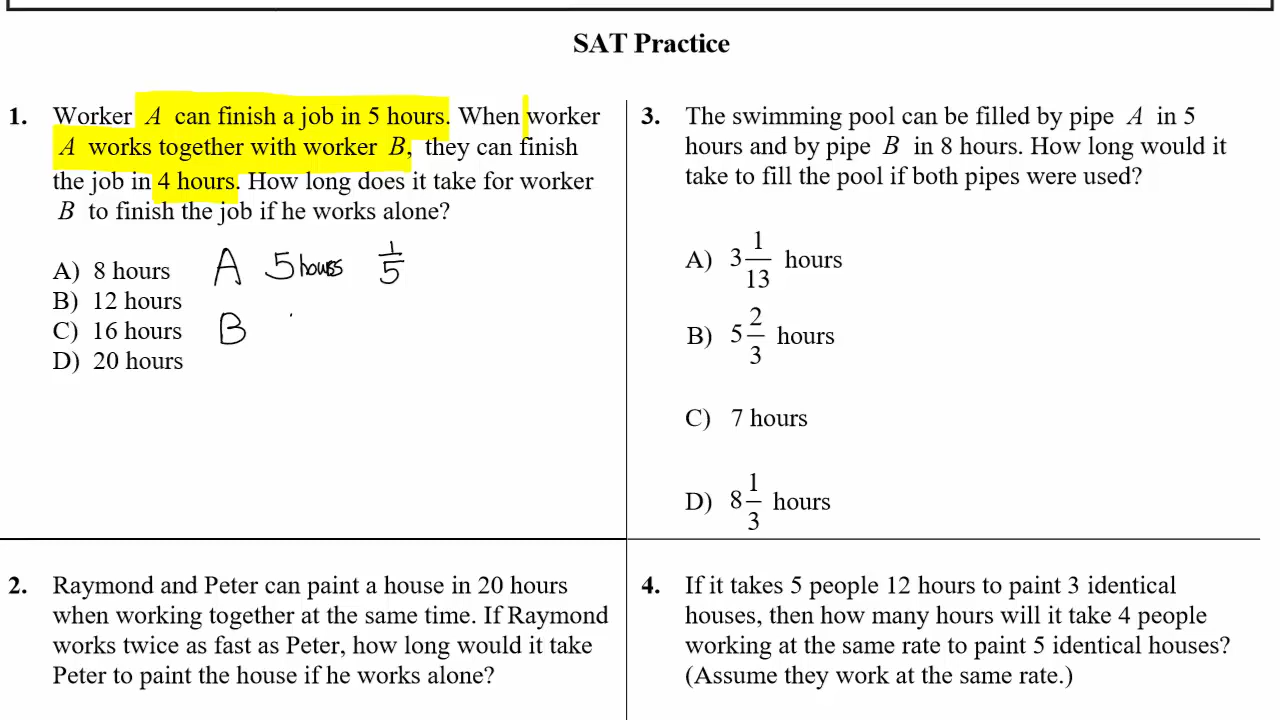 SAT Practice
1. Worker A can finish a job in 5 hours. When worker
A works together with worker B, they can finish
the job in 4 hours. How long does it take for worker
B to finish the job if he works alone?
A) 8 hours
B) 12 hours
C) 16 hours
D) 20 hours
A 5 hours 1/5
B
2. Raymond and Peter can paint a house in 20 hours
when working together at the same time. If Raymond
works twice as fast as Peter, how long would it take
Peter to paint the house if he works alone?
3. The swimming pool can be filled by pipe A in 5
hours and by pipe B in 8 hours. How long would it
take to fill the pool if both pipes were used?
A) 3 1/13 hours
B) 5 2/3 hours
C) 7 hours
D) 8 1/3 hours
4. If it takes 5 people 12 hours to paint 3 identical
houses, then how many hours will it take 4 people
working at the same rate to paint 5 identical houses?
(Assume they work at the same rate.)